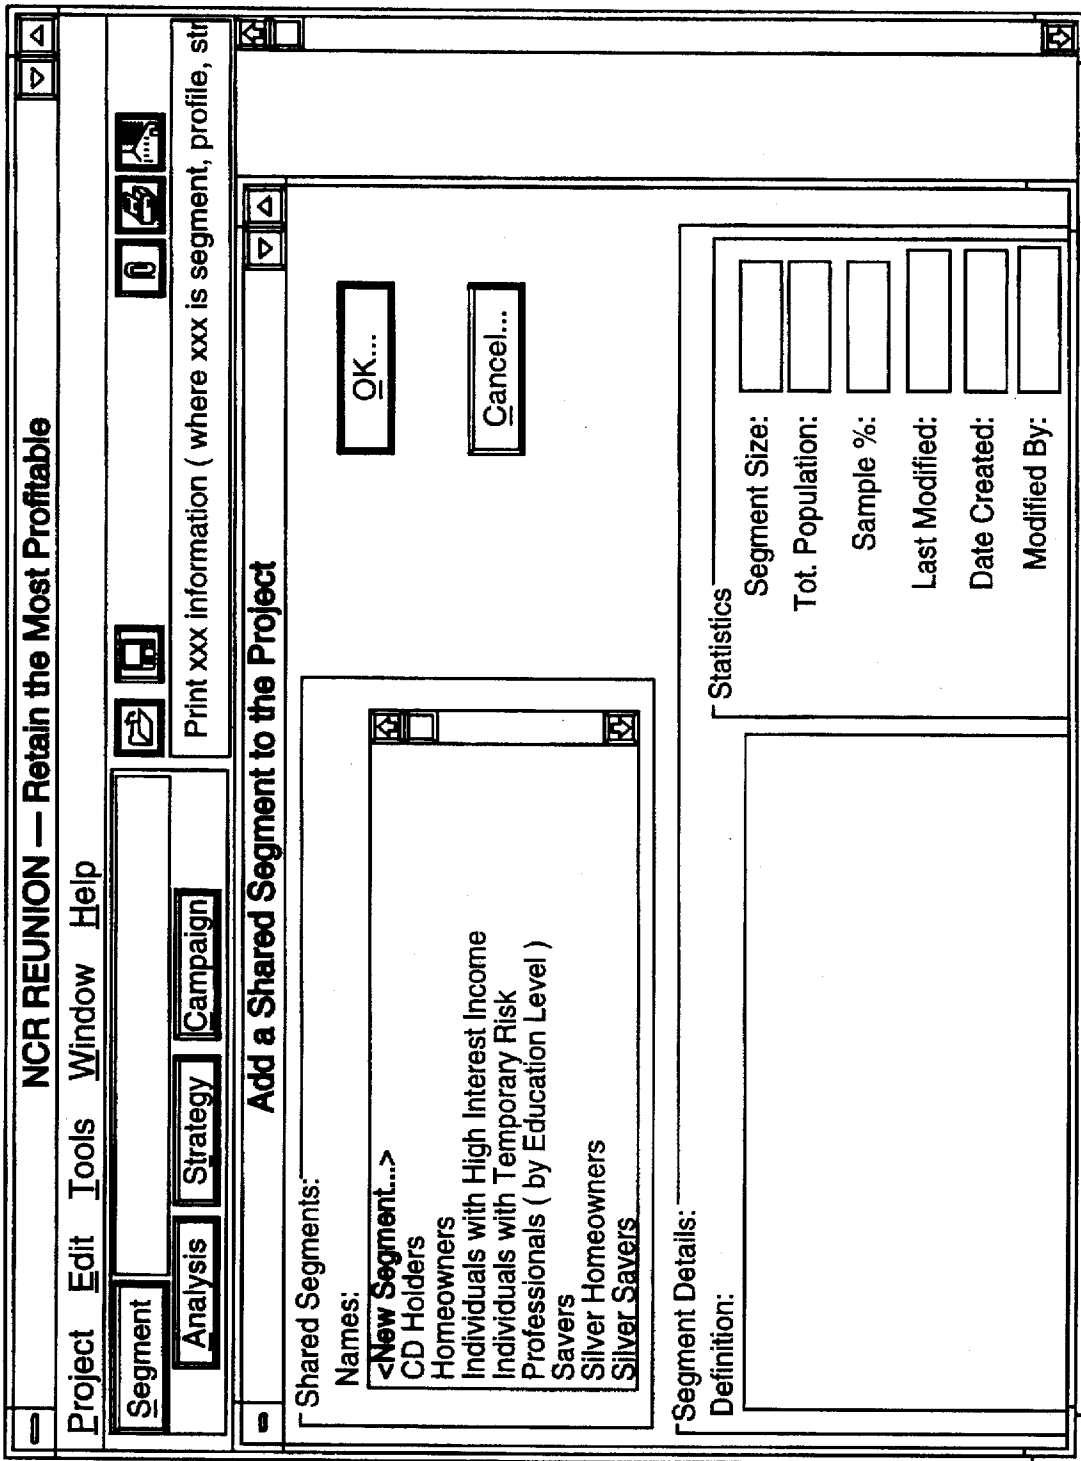 NCR REUNION — Retain the Most Profitable
Project Edit Tools Window Help
Segment
Analysis Strategy Campaign
Print xxx information ( where xxx is segment, profile, str
Add a Shared Segment to the Project
Shared Segments:
Names:
<New Segment...>
CD Holders
Homeowners
Individuals with High Interest Income
Individuals with Temporary Risk
Professionals ( by Education Level )
Savers
Silver Homeowners
Silver Savers
OK...
Cancel...
Segment Details:
Definition:
Statistics
Segment Size:
Tot. Population:
Sample %:
Last Modified:
Date Created:
Modified By: